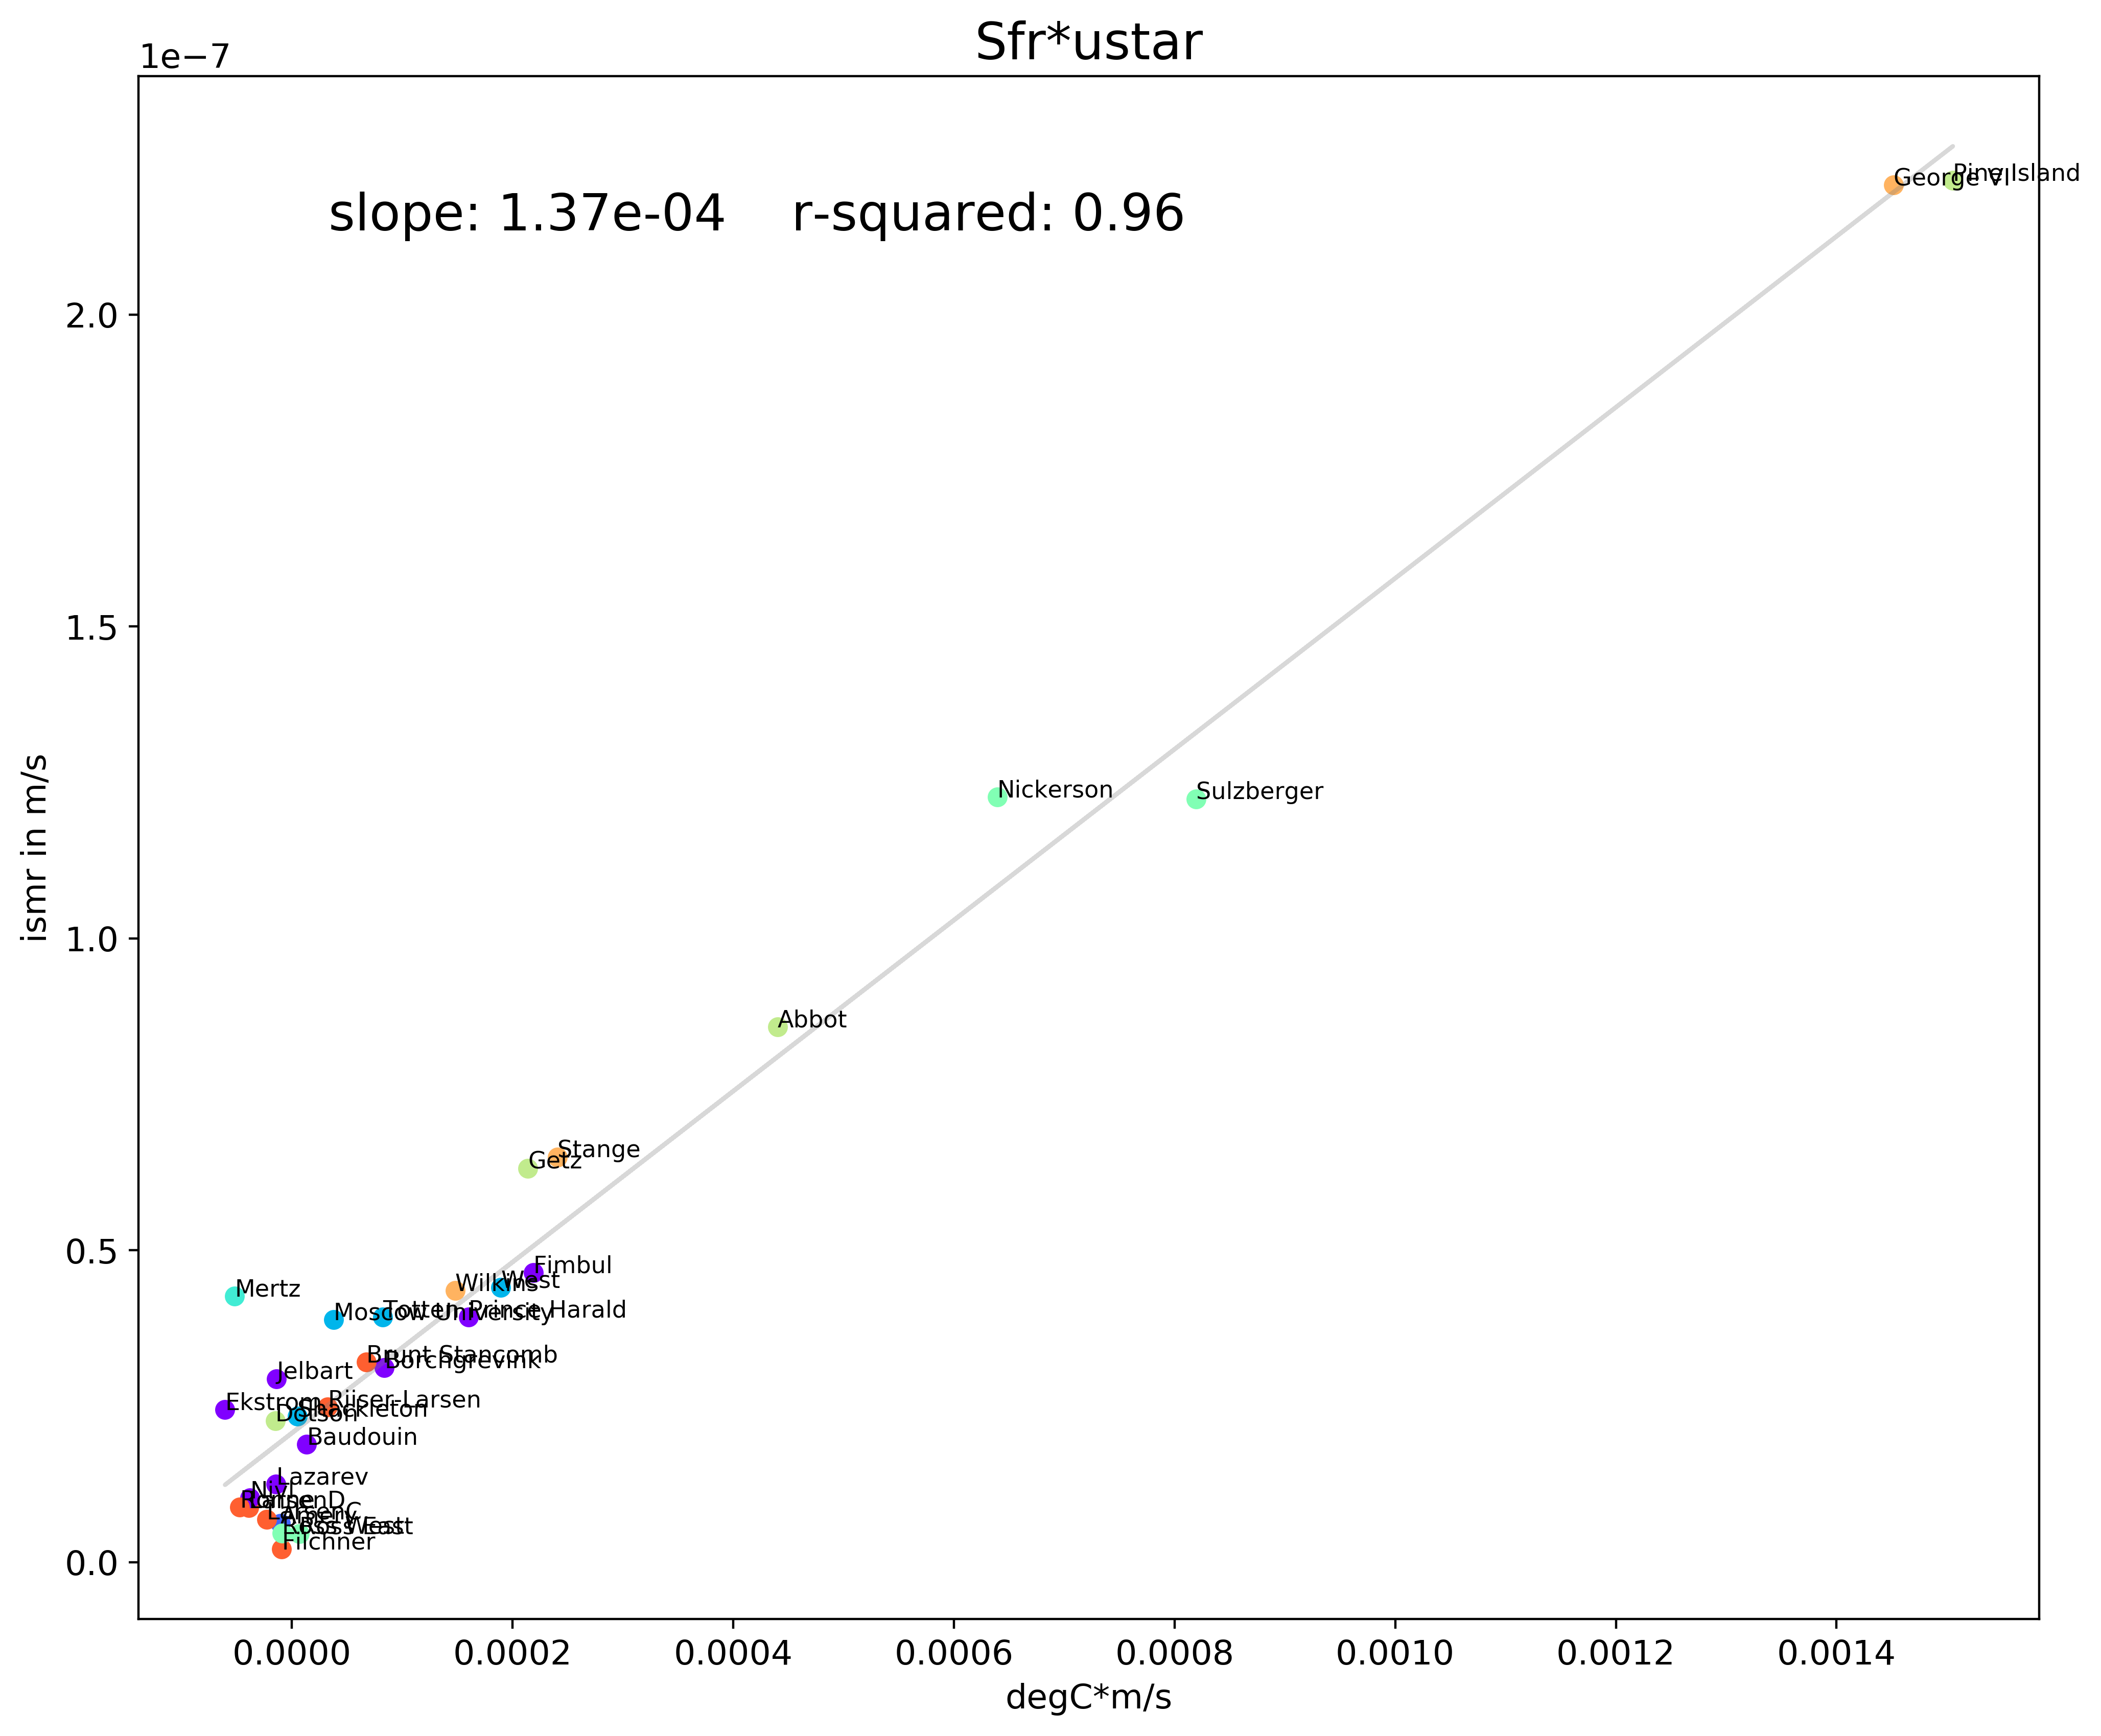 Sfr*ustar
1e−7
slope: 1.37e-04    r-squared: 0.96
Pine Island
George VI
2.0
1.5
Nickerson
Sulzberger
ismr in m/s
1.0
Abbot
Stange
Getz
0.5
Fimbul
West
Wilkins
Mertz
Totten
Prince Harald
Moscow University
Brunt Stancomb
Borchgrevink
Jelbart
Riiser-Larsen
Ekstrom
Shackleton
Dotson
Baudouin
Lazarev
Nivl
Ronne
LarsenD
LarsenC
Amery
Ross West
Ross East
Filchner
0.0
0.0000
0.0002
0.0004
0.0006
0.0008
0.0010
0.0012
0.0014
degC*m/s